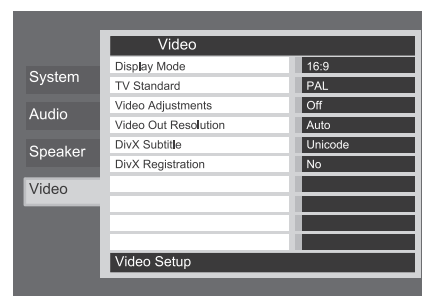 Video
System
Audio
Speaker
Video
Display Mode 16:9
TV Standard PAL
Video Adjustments Off
Video Out Resolution Auto
DivX Subtitle Unicode
DivX Registration No
Video Setup